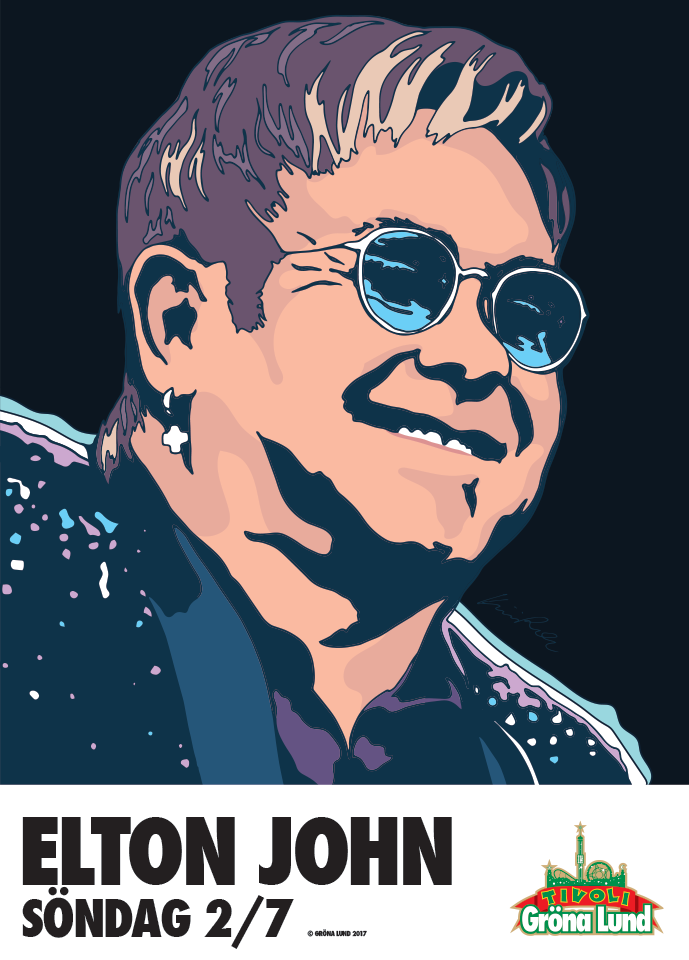 ELTON JOHN
SÖNDAG 2/7
© GRÖNA LUND 2017
TIVOLI
Gröna Lund